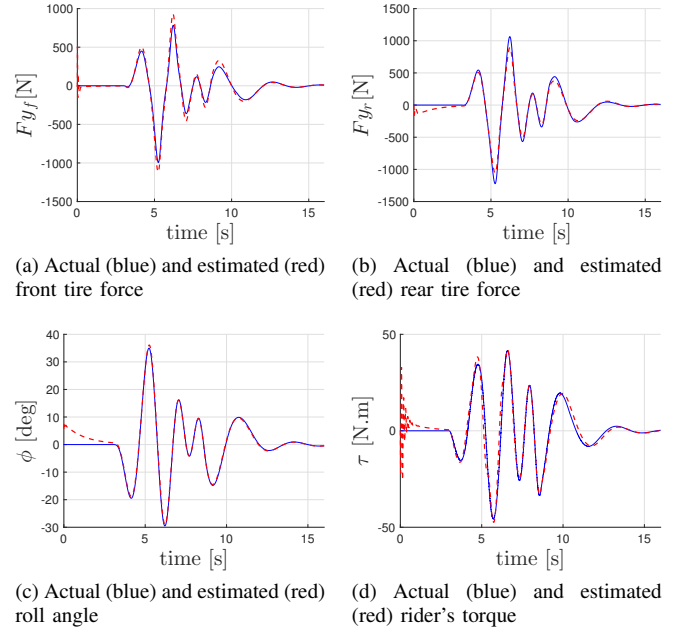 1000
500
0
-500
-1000
-1500
0 5 10 15
Fy_f[N]
time [s]
(a) Actual (blue) and estimated (red)
front tire force
1500
1000
500
0
-500
-1000
-1500
0 5 10 15
Fy_r[N]
time [s]
(b) Actual (blue) and estimated
(red) rear tire force
40
30
20
10
0
-10
-20
-30
0 5 10 15
ϕ [deg]
time [s]
(c) Actual (blue) and estimated (red)
roll angle
50
0
-50
0 5 10 15
τ [N.m]
time [s]
(d) Actual (blue) and estimated
(red) rider's torque